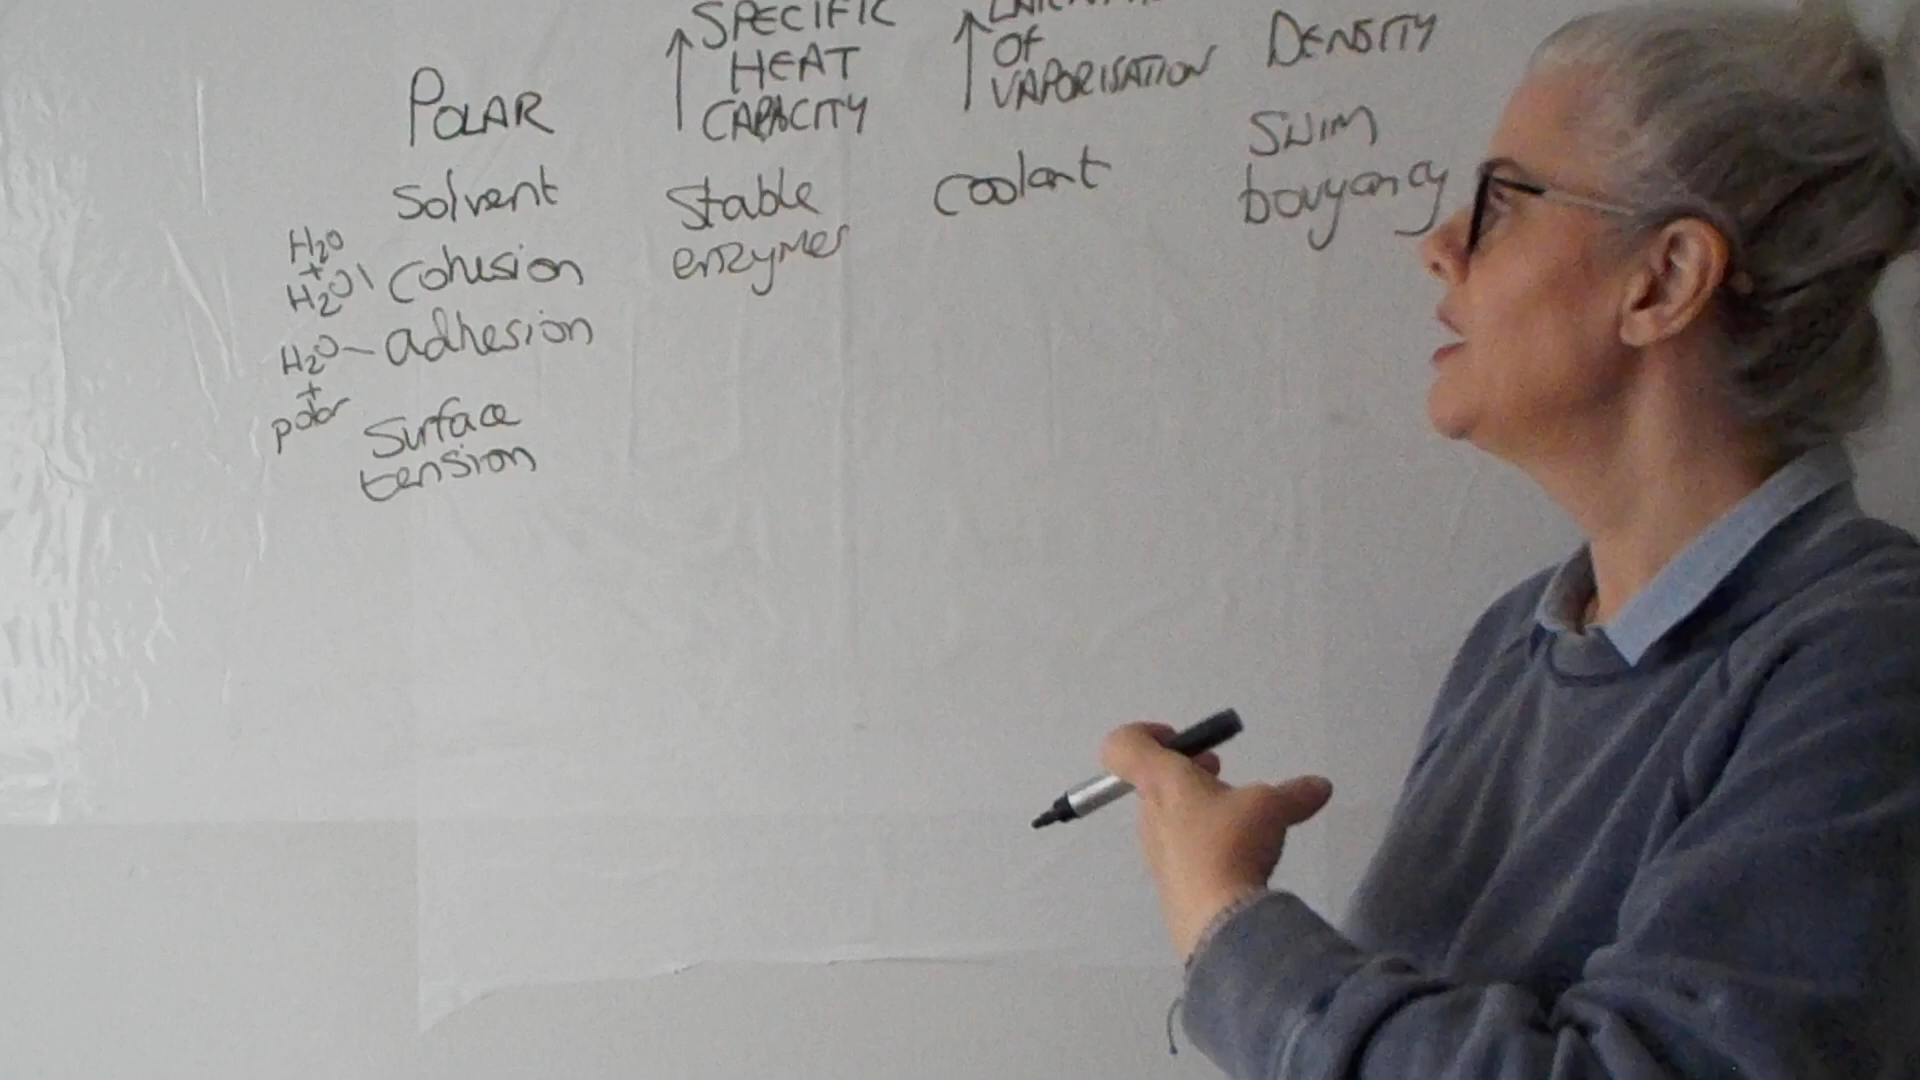 POLAR
Solvent
H2O
+
H2O \ Cohesion
H2O - adhesion
+
polar
Surface
tension
↑ SPECIFIC
HEAT
CAPACITY
Stable
enzymes
↑
OF
VAPORISATION
coolant
DENSITY
SWIM
bouyancy